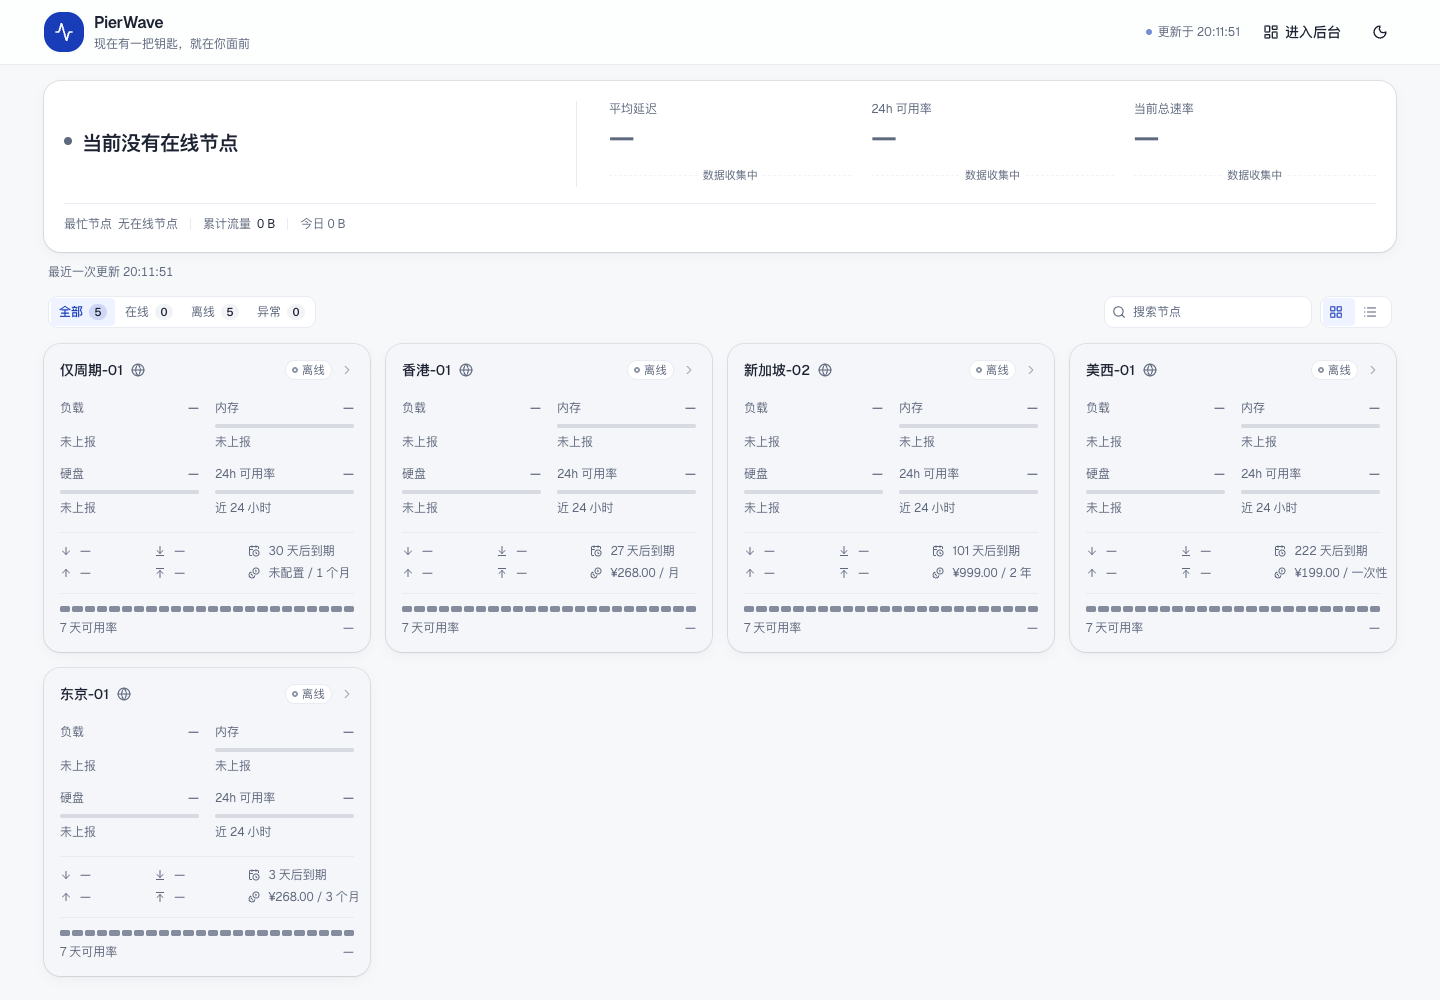 PierWave
现在有一把钥匙，就在你面前
更新于 20:11:51
进入后台
当前没有在线节点
平均延迟
—
数据收集中
24h 可用率
—
数据收集中
当前总速率
—
数据收集中
最忙节点 无在线节点 累计流量 0 B 今日 0 B
最近一次更新 20:11:51
全部 5 在线 0 离线 5 异常 0
搜索节点
仅周期-01 离线
负载 — 内存 —
未上报 未上报
硬盘 — 24h 可用率 —
未上报 近 24 小时
— — 30 天后到期
— — 未配置 / 1 个月
7 天可用率 —
香港-01 离线
负载 — 内存 —
未上报 未上报
硬盘 — 24h 可用率 —
未上报 近 24 小时
— — 27 天后到期
— — ¥268.00 / 月
7 天可用率 —
新加坡-02 离线
负载 — 内存 —
未上报 未上报
硬盘 — 24h 可用率 —
未上报 近 24 小时
— — 101 天后到期
— — ¥999.00 / 2 年
7 天可用率 —
美西-01 离线
负载 — 内存 —
未上报 未上报
硬盘 — 24h 可用率 —
未上报 近 24 小时
— — 222 天后到期
— — ¥199.00 / 一次性
7 天可用率 —
东京-01 离线
负载 — 内存 —
未上报 未上报
硬盘 — 24h 可用率 —
未上报 近 24 小时
— — 3 天后到期
— — ¥268.00 / 3 个月
7 天可用率 —